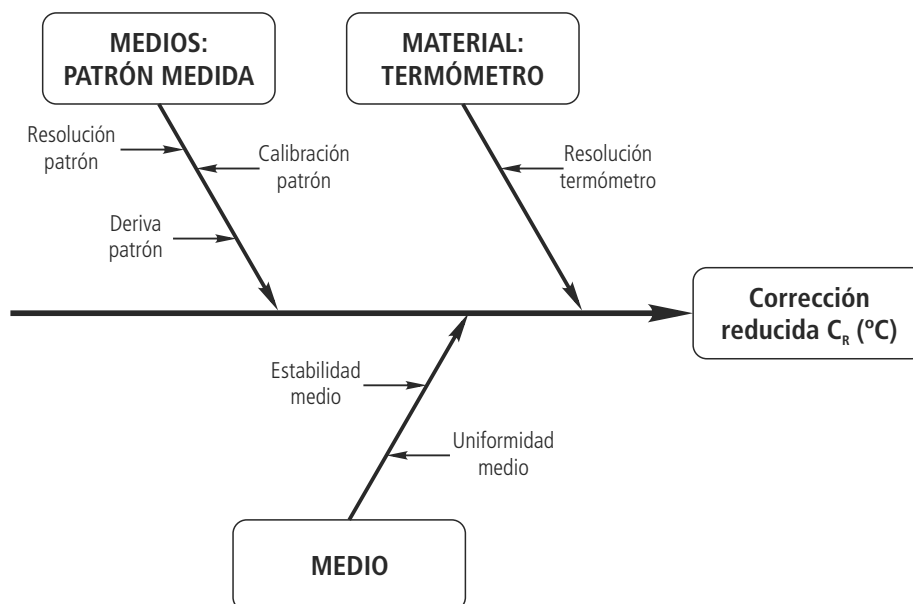 MEDIOS:
PATRÓN MEDIDA
MATERIAL:
TERMÓMETRO
Resolución
patrón
Calibración
patrón
Deriva
patrón
Resolución
termómetro
Corrección
reducida C_R (ºC)
Estabilidad
medio
Uniformidad
medio
MEDIO